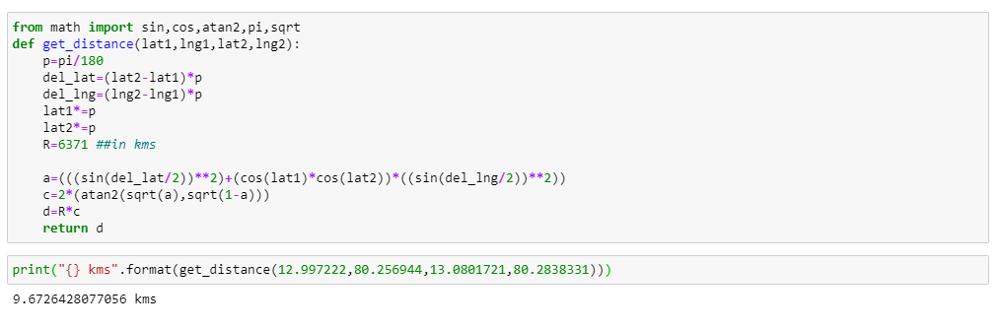 from math import sin,cos,atan2,pi,sqrt
def get_distance(lat1,lng1,lat2,lng2):
    p=pi/180
    del_lat=(lat2-lat1)*p
    del_lng=(lng2-lng1)*p
    lat1*=p
    lat2*=p
    R=6371 ##in kms
    a=(((sin(del_lat/2))**2)+(cos(lat1)*cos(lat2))*((sin(del_lng/2))**2))
    c=2*(atan2(sqrt(a),sqrt(1-a)))
    d=R*c
    return d
print("{} kms".format(get_distance(12.997222,80.256944,13.0801721,80.2838331)))
9.6726428077056 kms